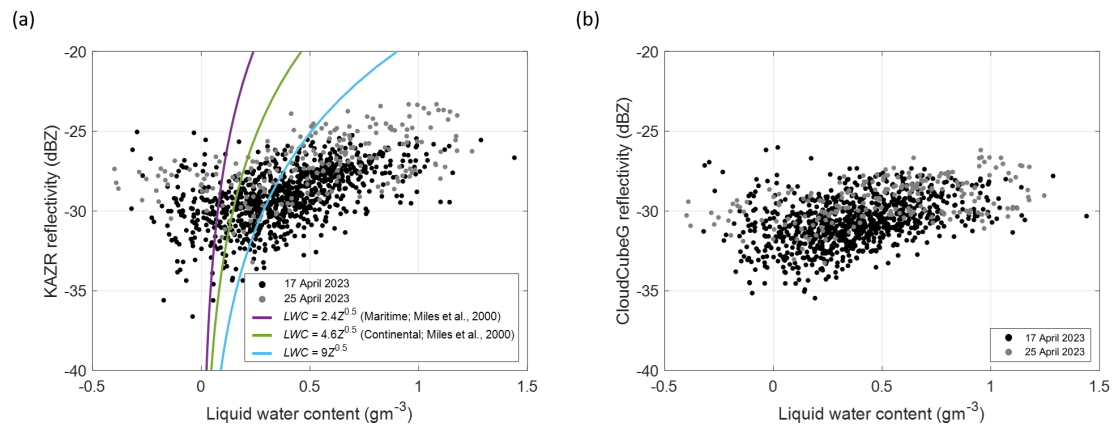 (a)
-20
-25
-30
-35
-40
KAZR reflectivity (dBZ)
17 April 2023
25 April 2023
LWC = 2.4Z^0.5 (Maritime; Miles et al., 2000)
LWC = 4.6Z^0.5 (Continental; Miles et al., 2000)
LWC = 9Z^0.5
-0.5 0 0.5 1 1.5
Liquid water content (gm^-3)
(b)
-20
-25
-30
-35
-40
CloudCubeG reflectivity (dBZ)
17 April 2023
25 April 2023
-0.5 0 0.5 1 1.5
Liquid water content (gm^-3)